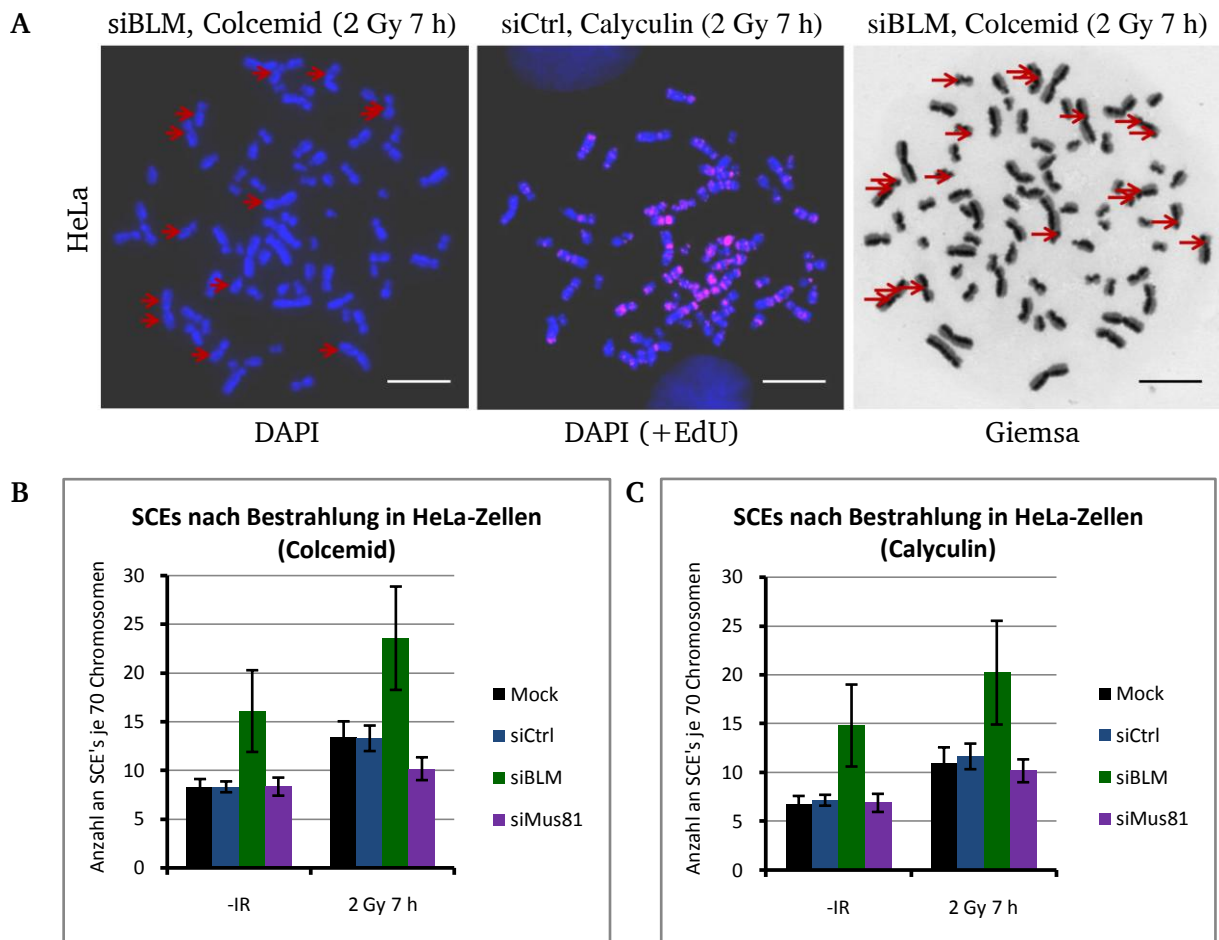 A
siBLM, Colcemid (2 Gy 7 h)
siCtrl, Calyculin (2 Gy 7 h)
siBLM, Colcemid (2 Gy 7 h)
HeLa
DAPI
DAPI (+EdU)
Giemsa
B
SCEs nach Bestrahlung in HeLa-Zellen
(Colcemid)
Anzahl an SCE's je 70 Chromosomen
30
25
20
15
10
5
0
-IR
2 Gy 7 h
Mock
siCtrl
siBLM
siMus81
C
SCEs nach Bestrahlung in HeLa-Zellen
(Calyculin)
Anzahl an SCE's je 70 Chromosomen
30
25
20
15
10
5
0
-IR
2 Gy 7 h
Mock
siCtrl
siBLM
siMus81